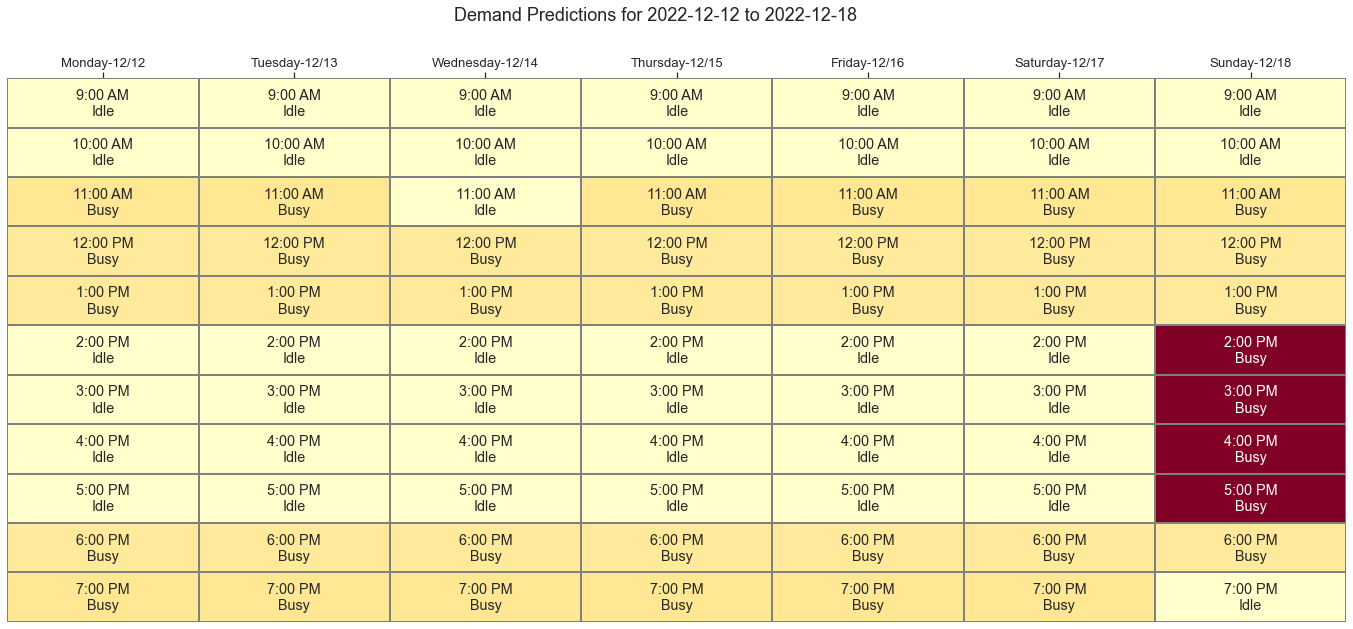 Demand Predictions for 2022-12-12 to 2022-12-18
Monday-12/12 Tuesday-12/13 Wednesday-12/14 Thursday-12/15 Friday-12/16 Saturday-12/17 Sunday-12/18
9:00 AM 9:00 AM 9:00 AM 9:00 AM 9:00 AM 9:00 AM 9:00 AM
Idle Idle Idle Idle Idle Idle Idle
10:00 AM 10:00 AM 10:00 AM 10:00 AM 10:00 AM 10:00 AM 10:00 AM
Idle Idle Idle Idle Idle Idle Idle
11:00 AM 11:00 AM 11:00 AM 11:00 AM 11:00 AM 11:00 AM 11:00 AM
Busy Busy Idle Busy Busy Busy Busy
12:00 PM 12:00 PM 12:00 PM 12:00 PM 12:00 PM 12:00 PM 12:00 PM
Busy Busy Busy Busy Busy Busy Busy
1:00 PM 1:00 PM 1:00 PM 1:00 PM 1:00 PM 1:00 PM 1:00 PM
Busy Busy Busy Busy Busy Busy Busy
2:00 PM 2:00 PM 2:00 PM 2:00 PM 2:00 PM 2:00 PM 2:00 PM
Idle Idle Idle Idle Idle Idle Busy
3:00 PM 3:00 PM 3:00 PM 3:00 PM 3:00 PM 3:00 PM 3:00 PM
Idle Idle Idle Idle Idle Idle Busy
4:00 PM 4:00 PM 4:00 PM 4:00 PM 4:00 PM 4:00 PM 4:00 PM
Idle Idle Idle Idle Idle Idle Busy
5:00 PM 5:00 PM 5:00 PM 5:00 PM 5:00 PM 5:00 PM 5:00 PM
Idle Idle Idle Idle Idle Idle Busy
6:00 PM 6:00 PM 6:00 PM 6:00 PM 6:00 PM 6:00 PM 6:00 PM
Busy Busy Busy Busy Busy Busy Busy
7:00 PM 7:00 PM 7:00 PM 7:00 PM 7:00 PM 7:00 PM 7:00 PM
Busy Busy Busy Busy Busy Busy Idle